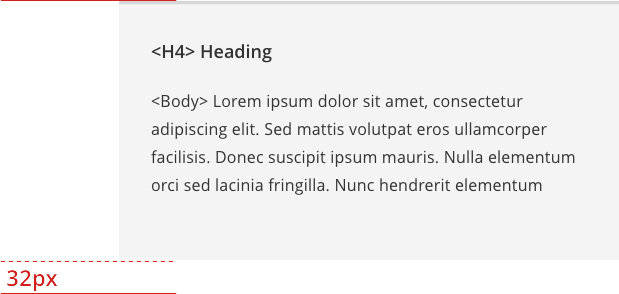 <H4> Heading
<Body> Lorem ipsum dolor sit amet, consectetur
adipiscing elit. Sed mattis volutpat eros ullamcorper
facilisis. Donec suscipit ipsum mauris. Nulla elementum
orci sed lacinia fringilla. Nunc hendrerit elementum
32px